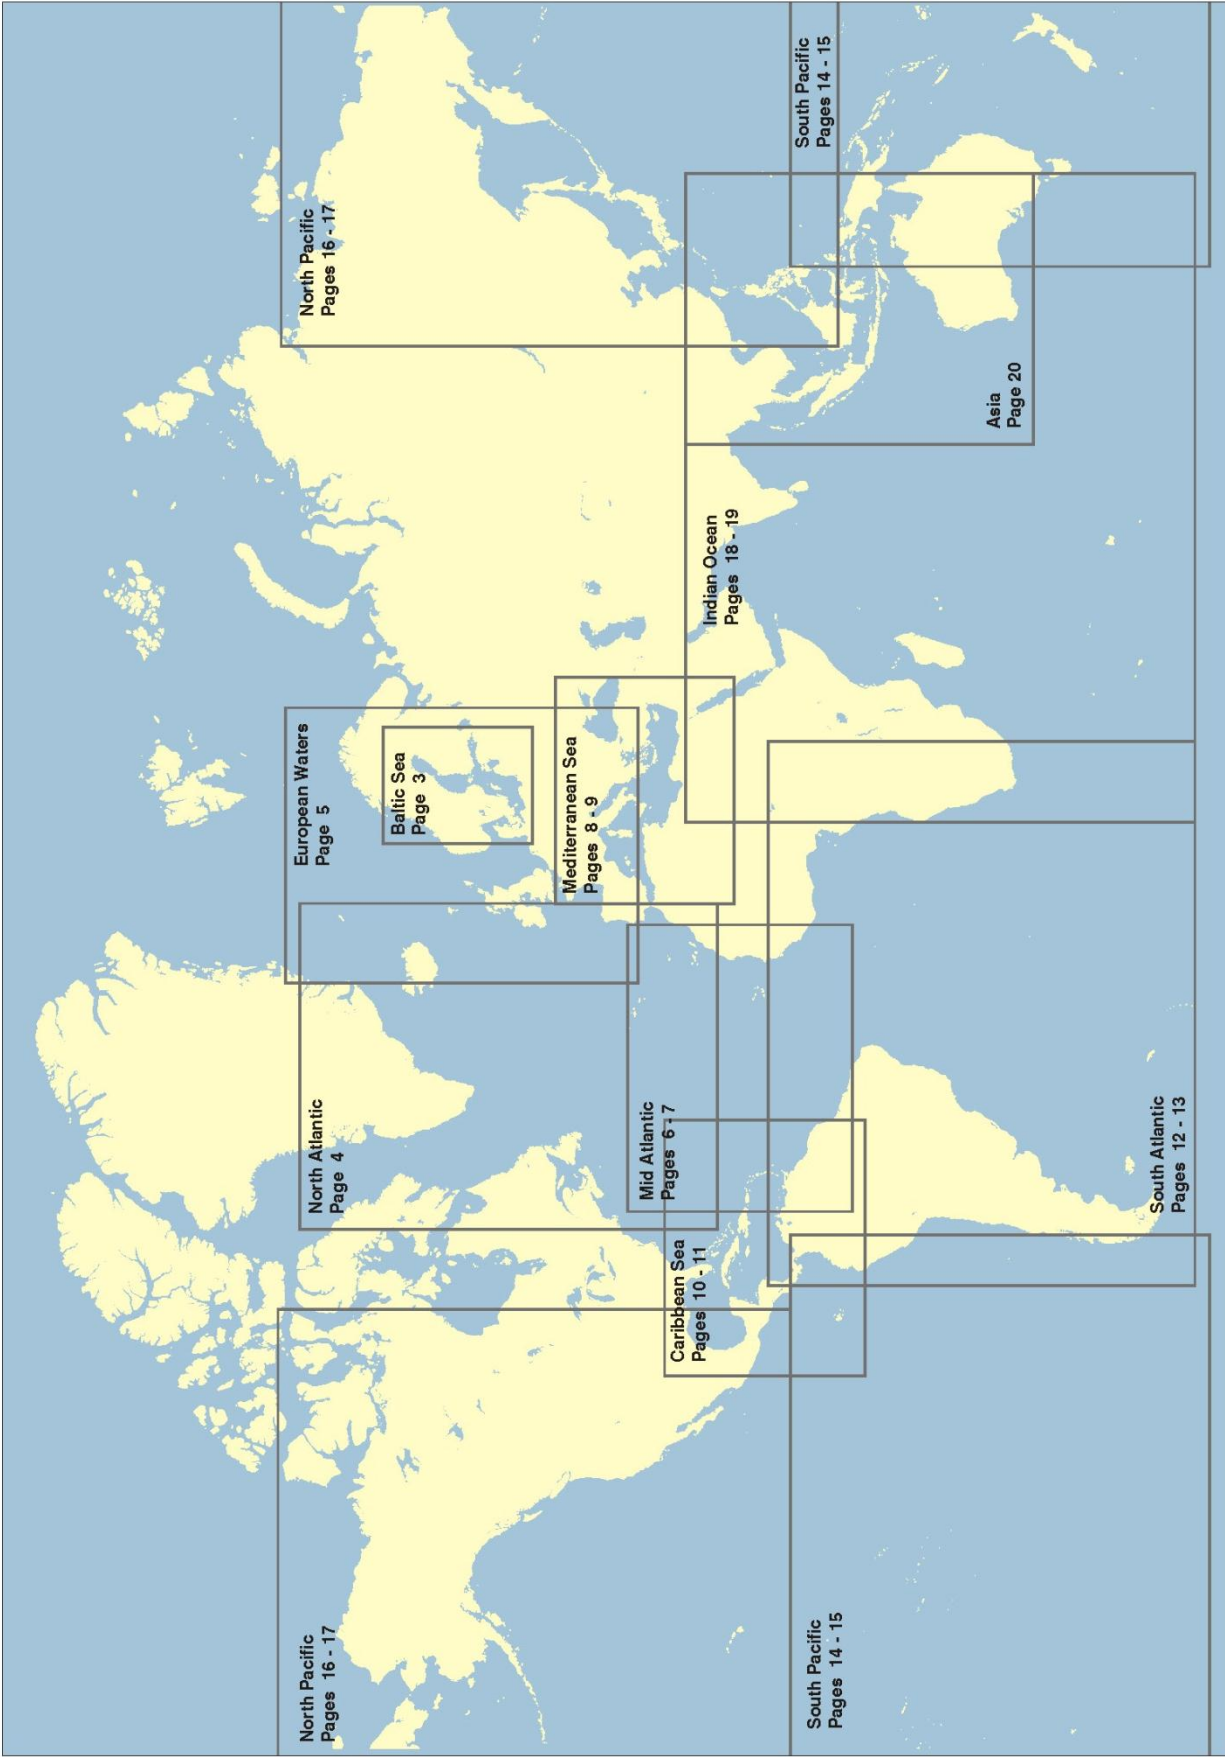 North Pacific
Pages 16 - 17
North Atlantic
Page 4
European Waters
Page 5
North Pacific
Pages 16 - 17
Baltic Sea
Page 3
Mediterranean Sea
Pages 8 - 9
Mid Atlantic
Pages 6 - 7
Caribbean Sea
Pages 10 - 11
Indian Ocean
Pages 18 - 19
South Pacific
Pages 14 - 15
South Pacific
Pages 14 - 15
Asia
Page 20
South Atlantic
Pages 12 - 13